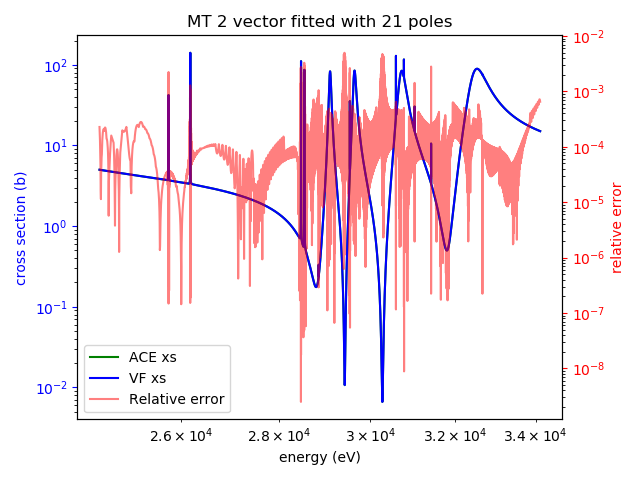 MT 2 vector fitted with 21 poles
10²
10¹
10⁰
10⁻¹
10⁻²
cross section (b)
10⁻²
10⁻³
10⁻⁴
10⁻⁵
10⁻⁶
10⁻⁷
10⁻⁸
relative error
ACE xs
VF xs
Relative error
2.6 × 10⁴ 2.8 × 10⁴ 3 × 10⁴ 3.2 × 10⁴ 3.4 × 10⁴
energy (eV)